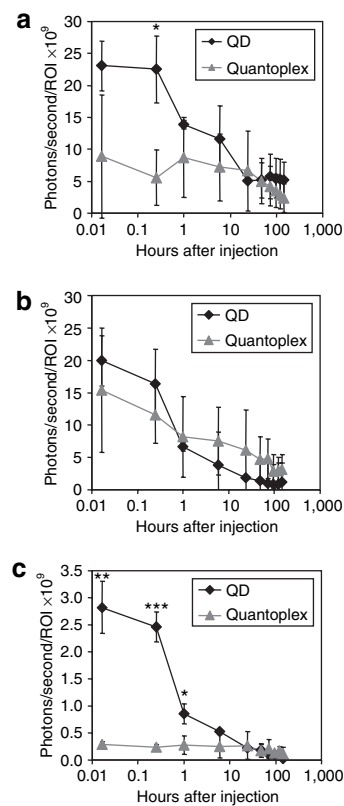 a
Photons/second/ROI ×10⁹
30
25
20
15
10
5
0
*
QD
Quantoplex
0.01 0.1 1 10 100 1,000
Hours after injection
b
Photons/second/ROI ×10⁹
30
25
20
15
10
5
0
QD
Quantoplex
0.01 0.1 1 10 100 1,000
Hours after injection
c
Photons/second/ROI ×10⁹
3.5
3.0
2.5
2.0
1.5
1.0
0.5
0.0
**
***
*
QD
Quantoplex
0.01 0.1 1 10 100 1,000
Hours after injection